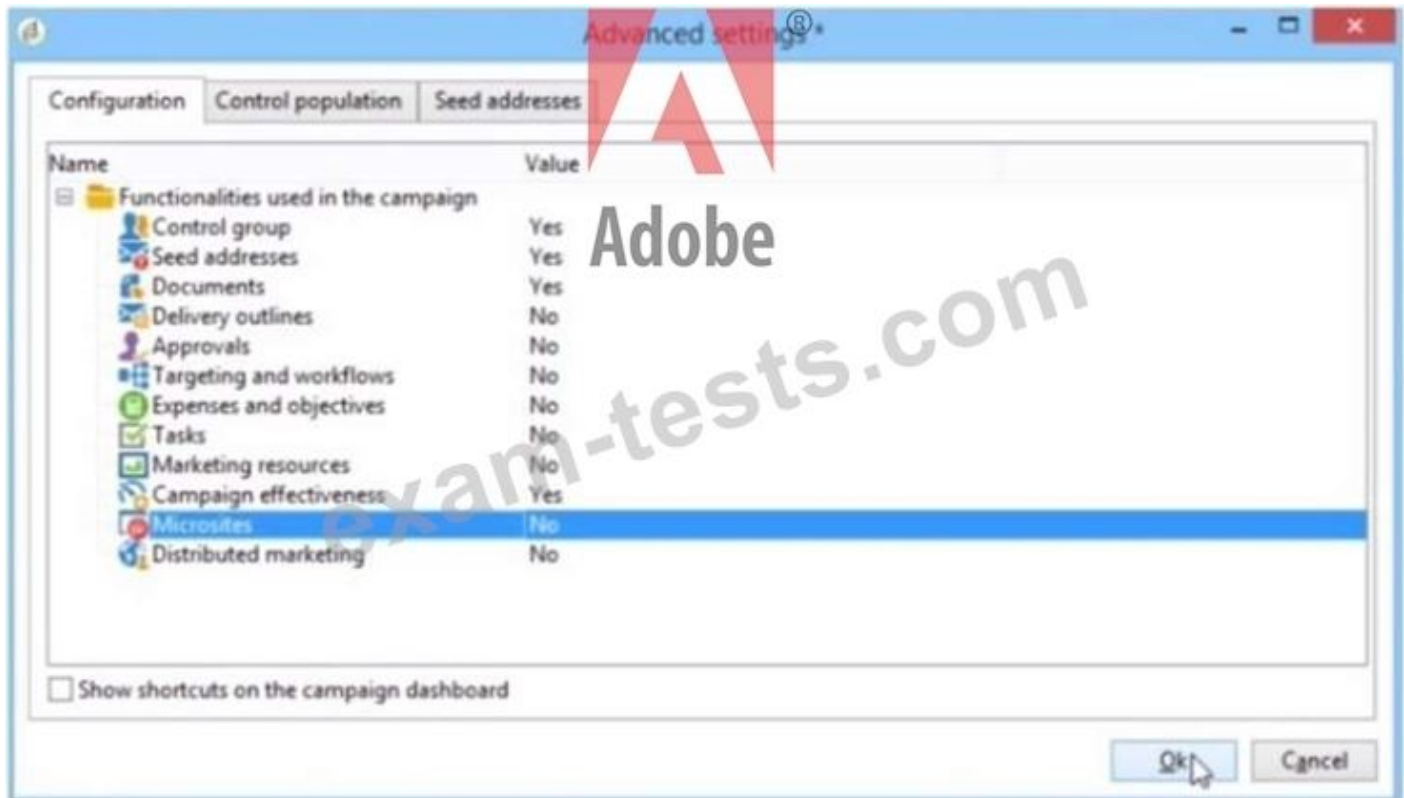 Advanced settings *
Configuration Control population Seed addresses
Name Value
Functionalities used in the campaign
Control group Yes
Seed addresses Yes
Documents Yes
Delivery outlines No
Approvals No
Targeting and workflows No
Expenses and objectives No
Tasks No
Marketing resources No
Campaign effectiveness Yes
Microsites No
Distributed marketing No
Show shortcuts on the campaign dashboard
Ok Cancel
®
Adobe
exam-tests.com